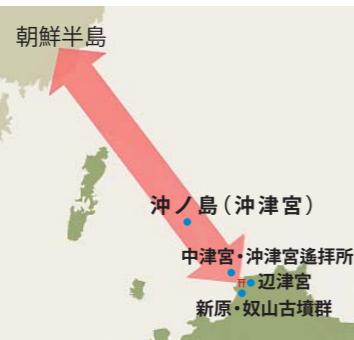 朝鮮半島
沖ノ島（沖津宮）
中津宮・沖津宮遙拝所
辺津宮
新原・奴山古墳群